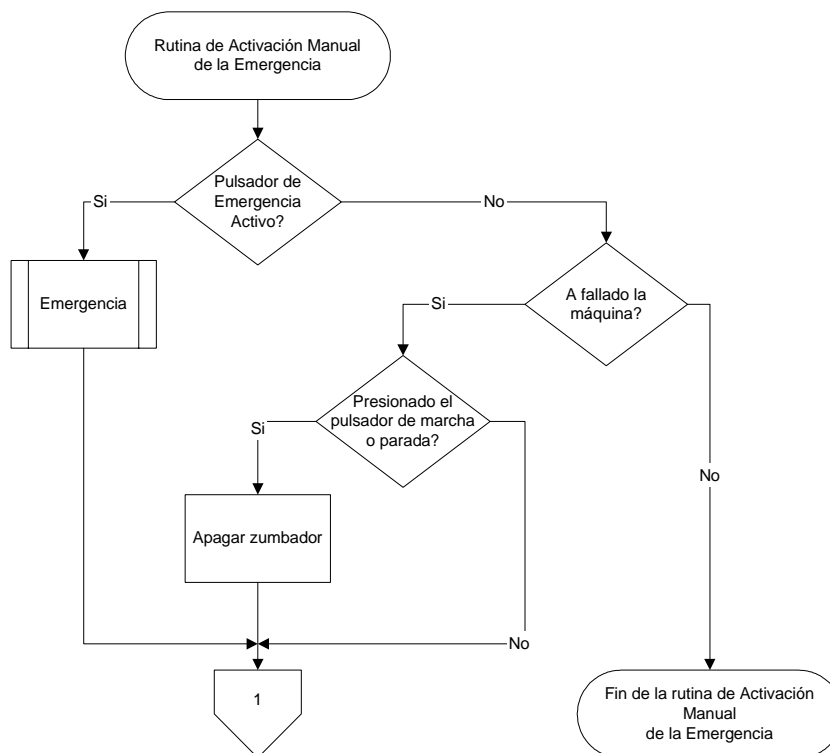 Rutina de Activación Manual
de la Emergencia
Pulsador de
Emergencia
Activo?
Si
No
Emergencia
A fallado la
máquina?
Si
Presionado el
pulsador de marcha
o parada?
Si
No
Apagar zumbador
No
1
Fin de la rutina de Activación
Manual
de la Emergencia